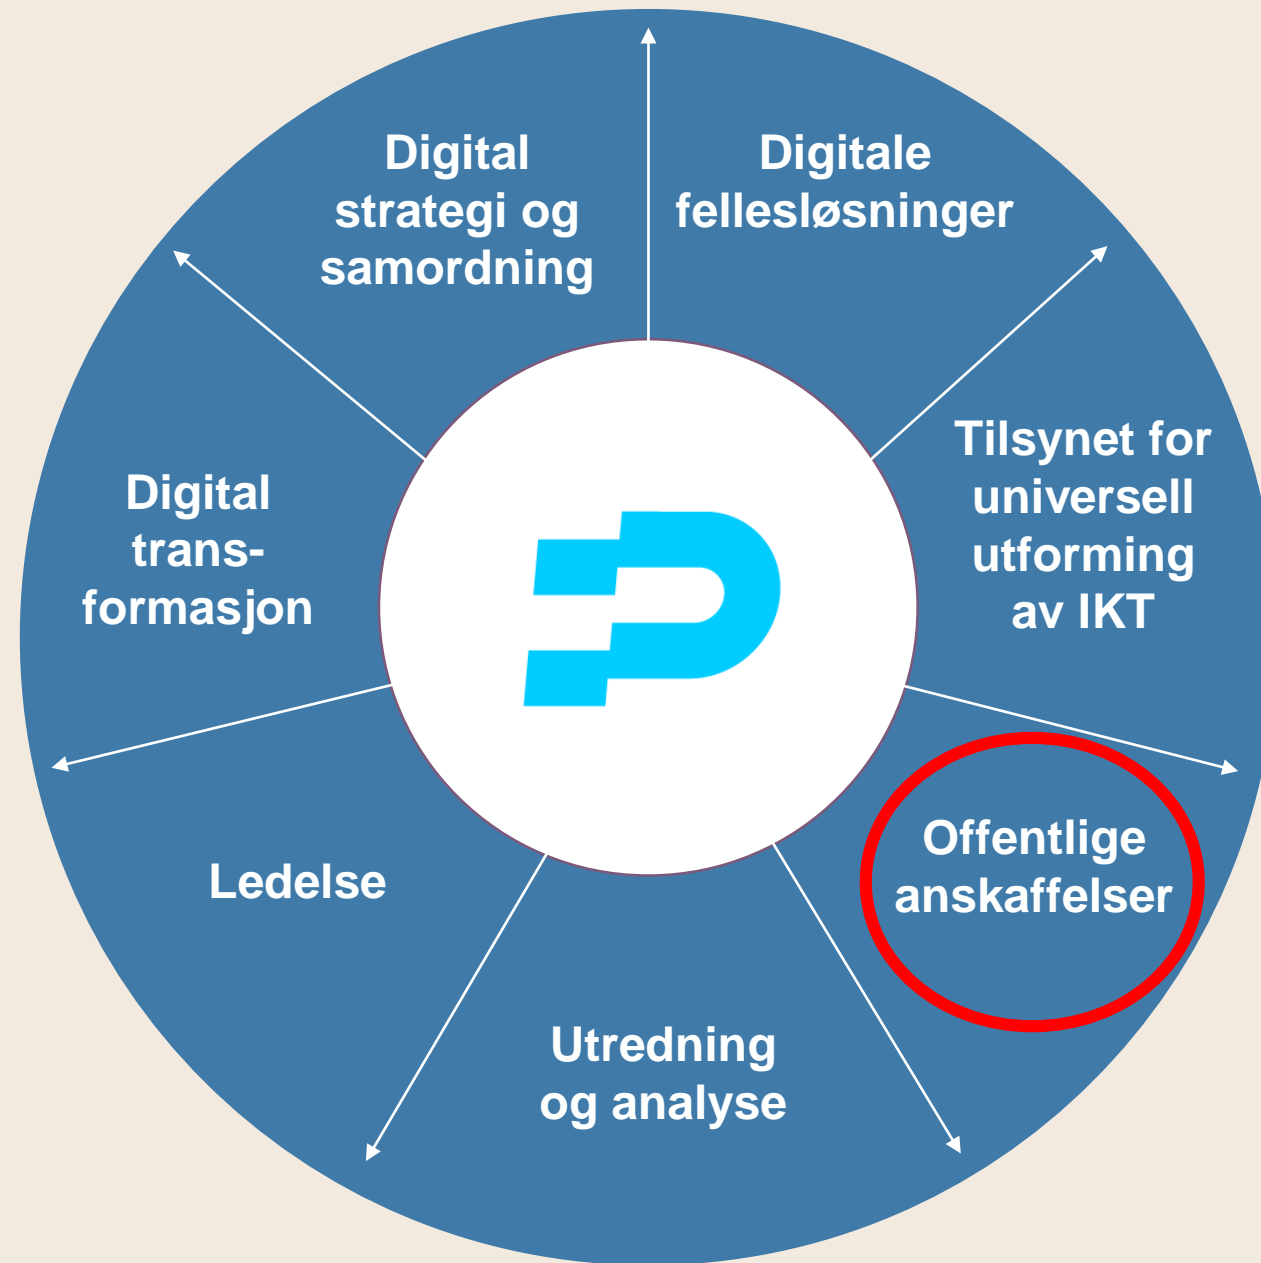 Digital
strategi og
samordning
Digitale
fellesløsninger
Tilsynet for
universell
utforming
av IKT
Offentlige
anskaffelser
Utredning
og analyse
Ledelse
Digital
trans-
formasjon